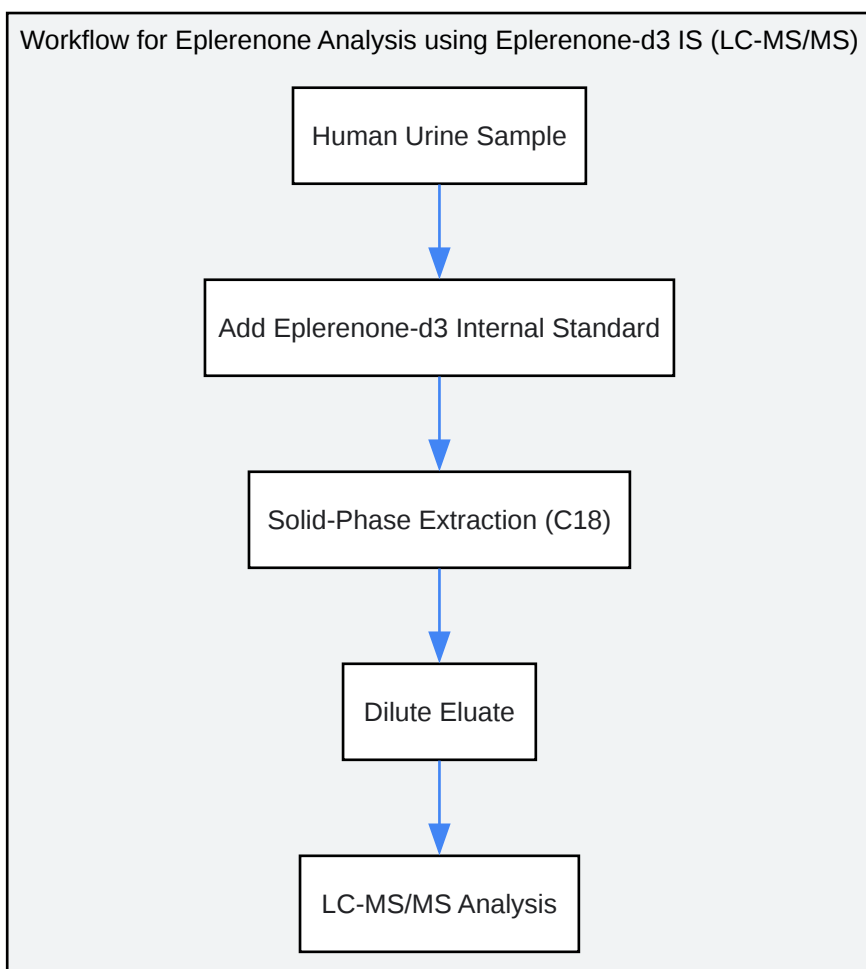 Workflow for Eplerenone Analysis using Eplerenone-d3 IS (LC-MS/MS)
Human Urine Sample
Add Eplerenone-d3 Internal Standard
Solid-Phase Extraction (C18)
Dilute Eluate
LC-MS/MS Analysis